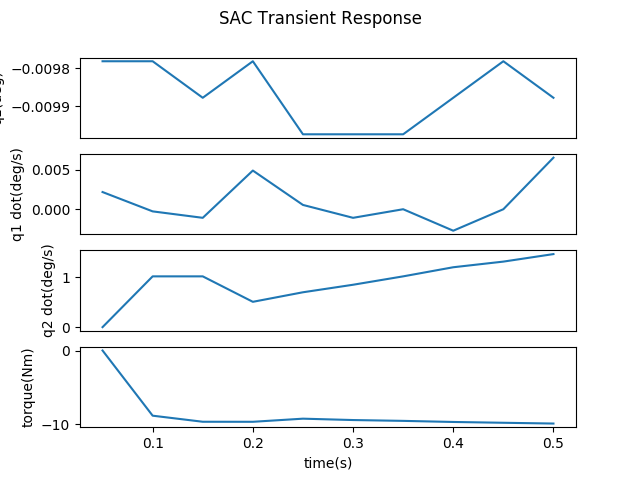 SAC Transient Response
−0.0098
−0.0099
q1 dot(deg/s)
0.005
0.000
q2 dot(deg/s)
1
0
torque(Nm)
0
−10
0.1 0.2 0.3 0.4 0.5
time(s)